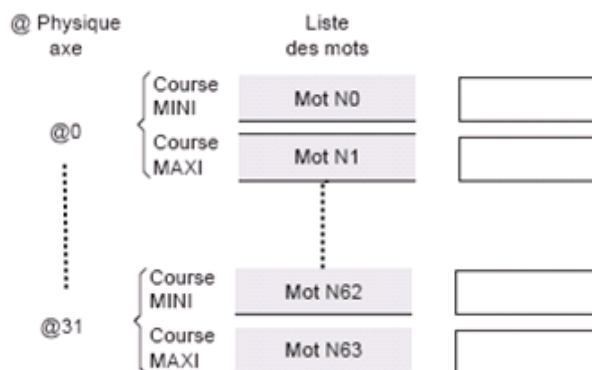 @ Physique
axe
Liste
des mots
Course
MINI
Mot N0
@0
Course
MAXI
Mot N1
Course
MINI
Mot N62
@31
Course
MAXI
Mot N63